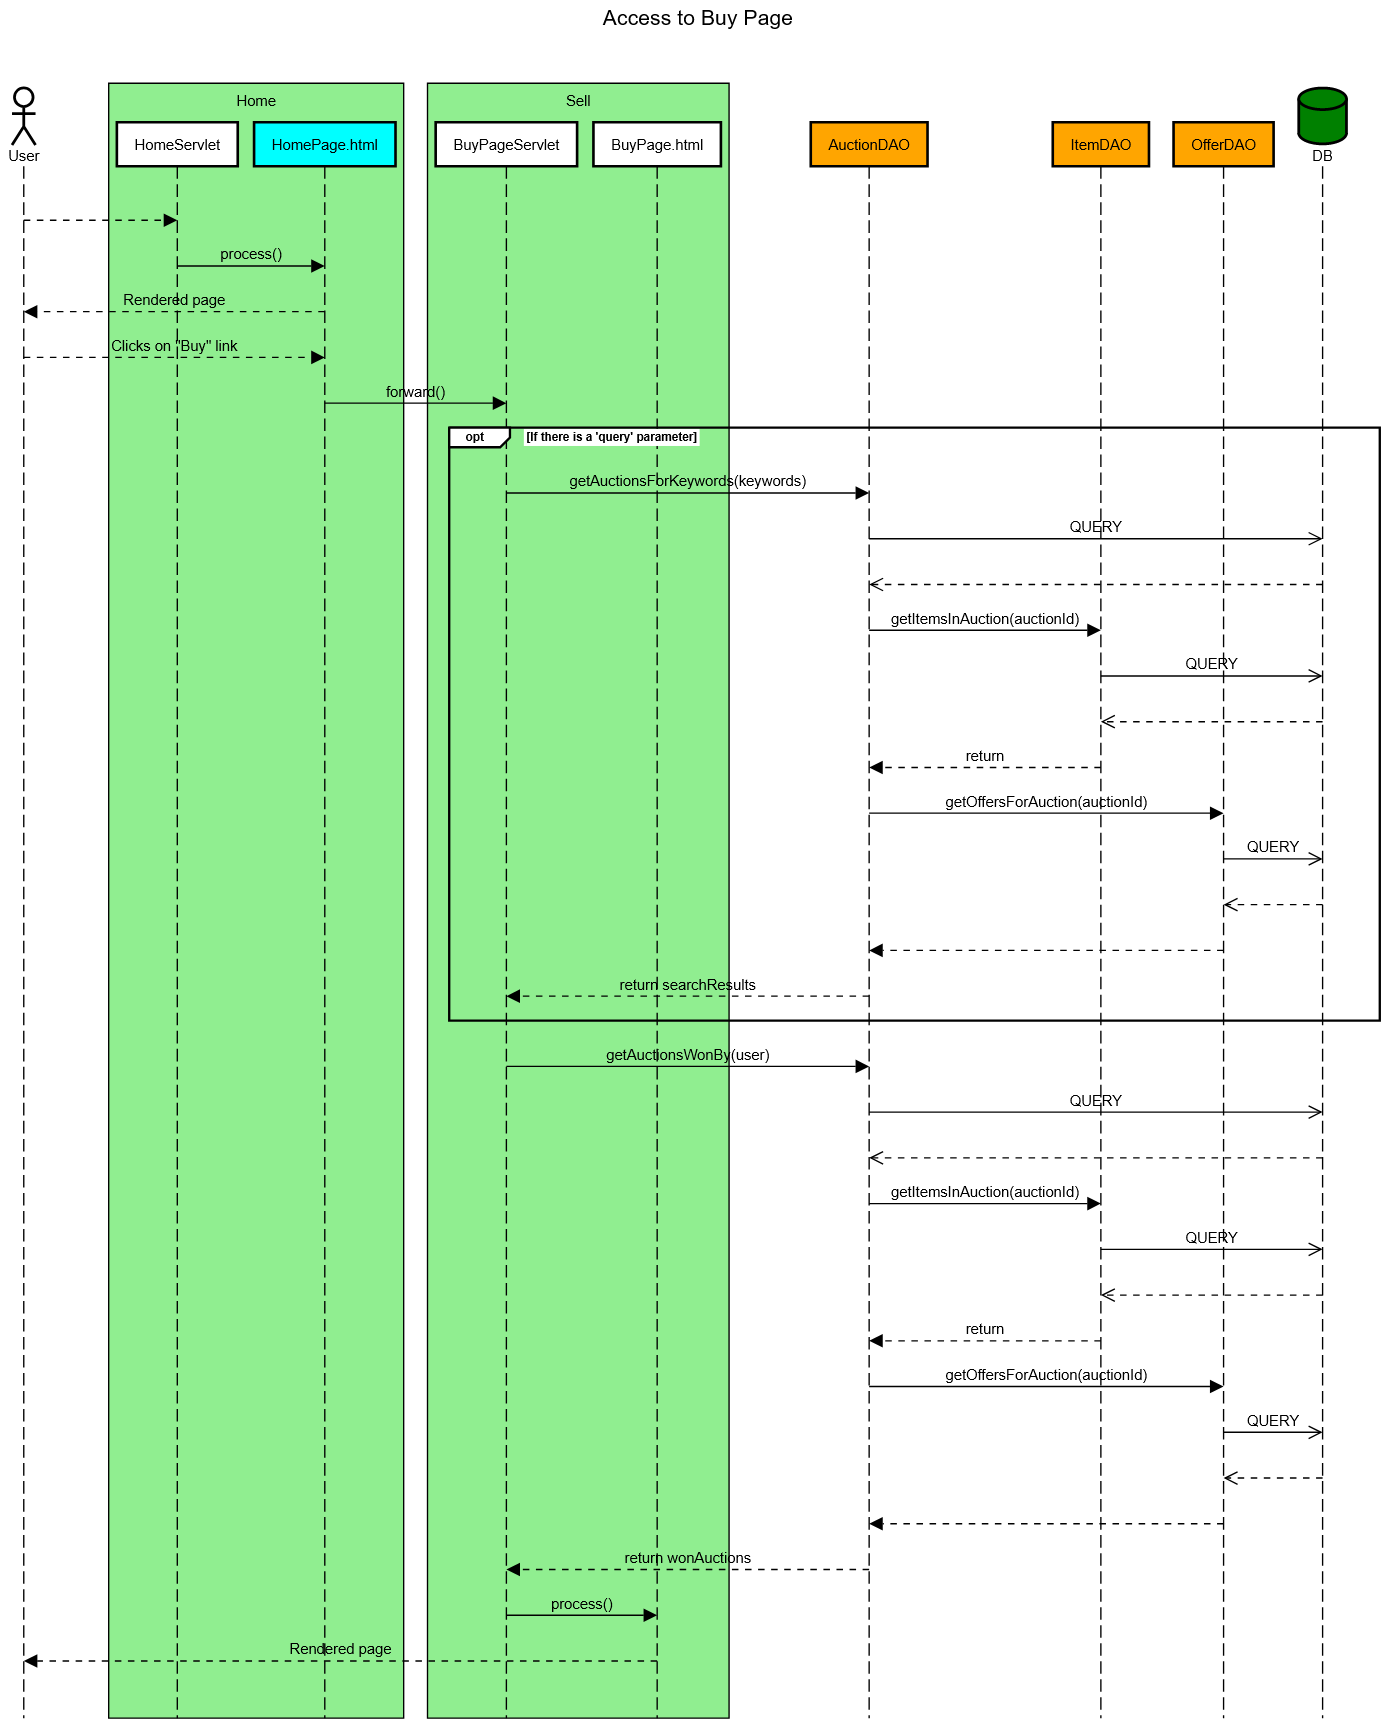 Access to Buy Page
Home
Sell
User
HomeServlet
HomePage.html
BuyPageServlet
BuyPage.html
AuctionDAO
ItemDAO
OfferDAO
DB
process()
Rendered page
Clicks on "Buy" link
forward()
opt
[If there is a 'query' parameter]
getAuctionsForKeywords(keywords)
QUERY
getItemsInAuction(auctionId)
QUERY
return
getOffersForAuction(auctionId)
QUERY
return searchResults
getAuctionsWonBy(user)
QUERY
getItemsInAuction(auctionId)
QUERY
return
getOffersForAuction(auctionId)
QUERY
return wonAuctions
process()
Rendered page